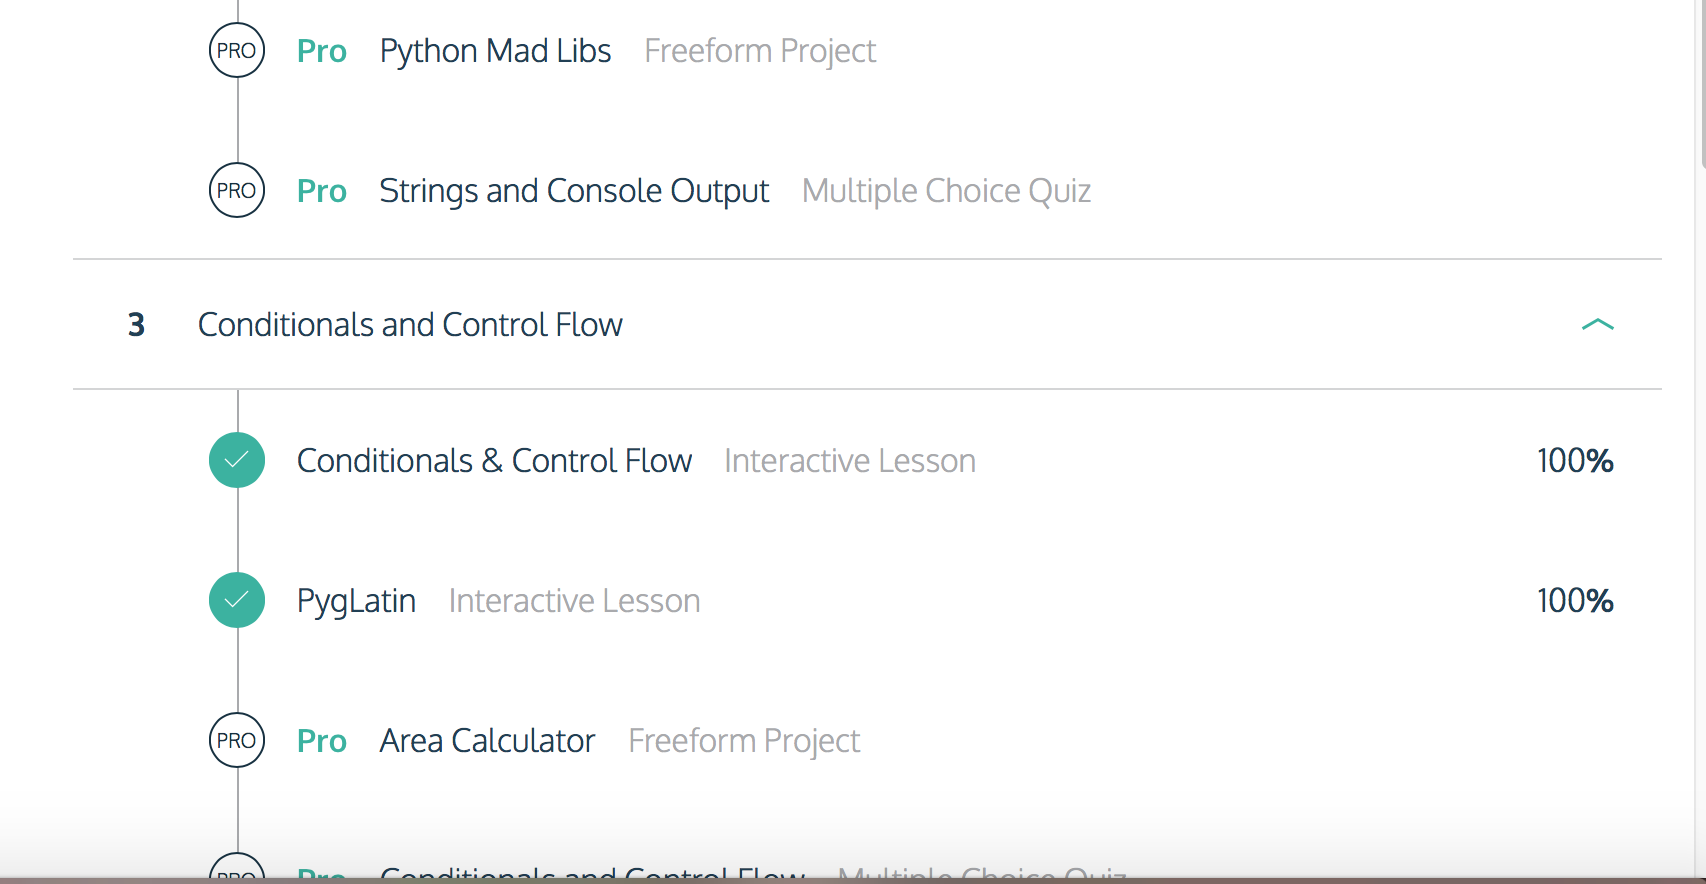 PRO Pro Python Mad Libs Freeform Project
PRO Pro Strings and Console Output Multiple Choice Quiz
3 Conditionals and Control Flow
Conditionals & Control Flow Interactive Lesson 100%
PygLatin Interactive Lesson 100%
PRO Pro Area Calculator Freeform Project
PRO Pro Conditionals and Control Flow Multiple Choice Quiz